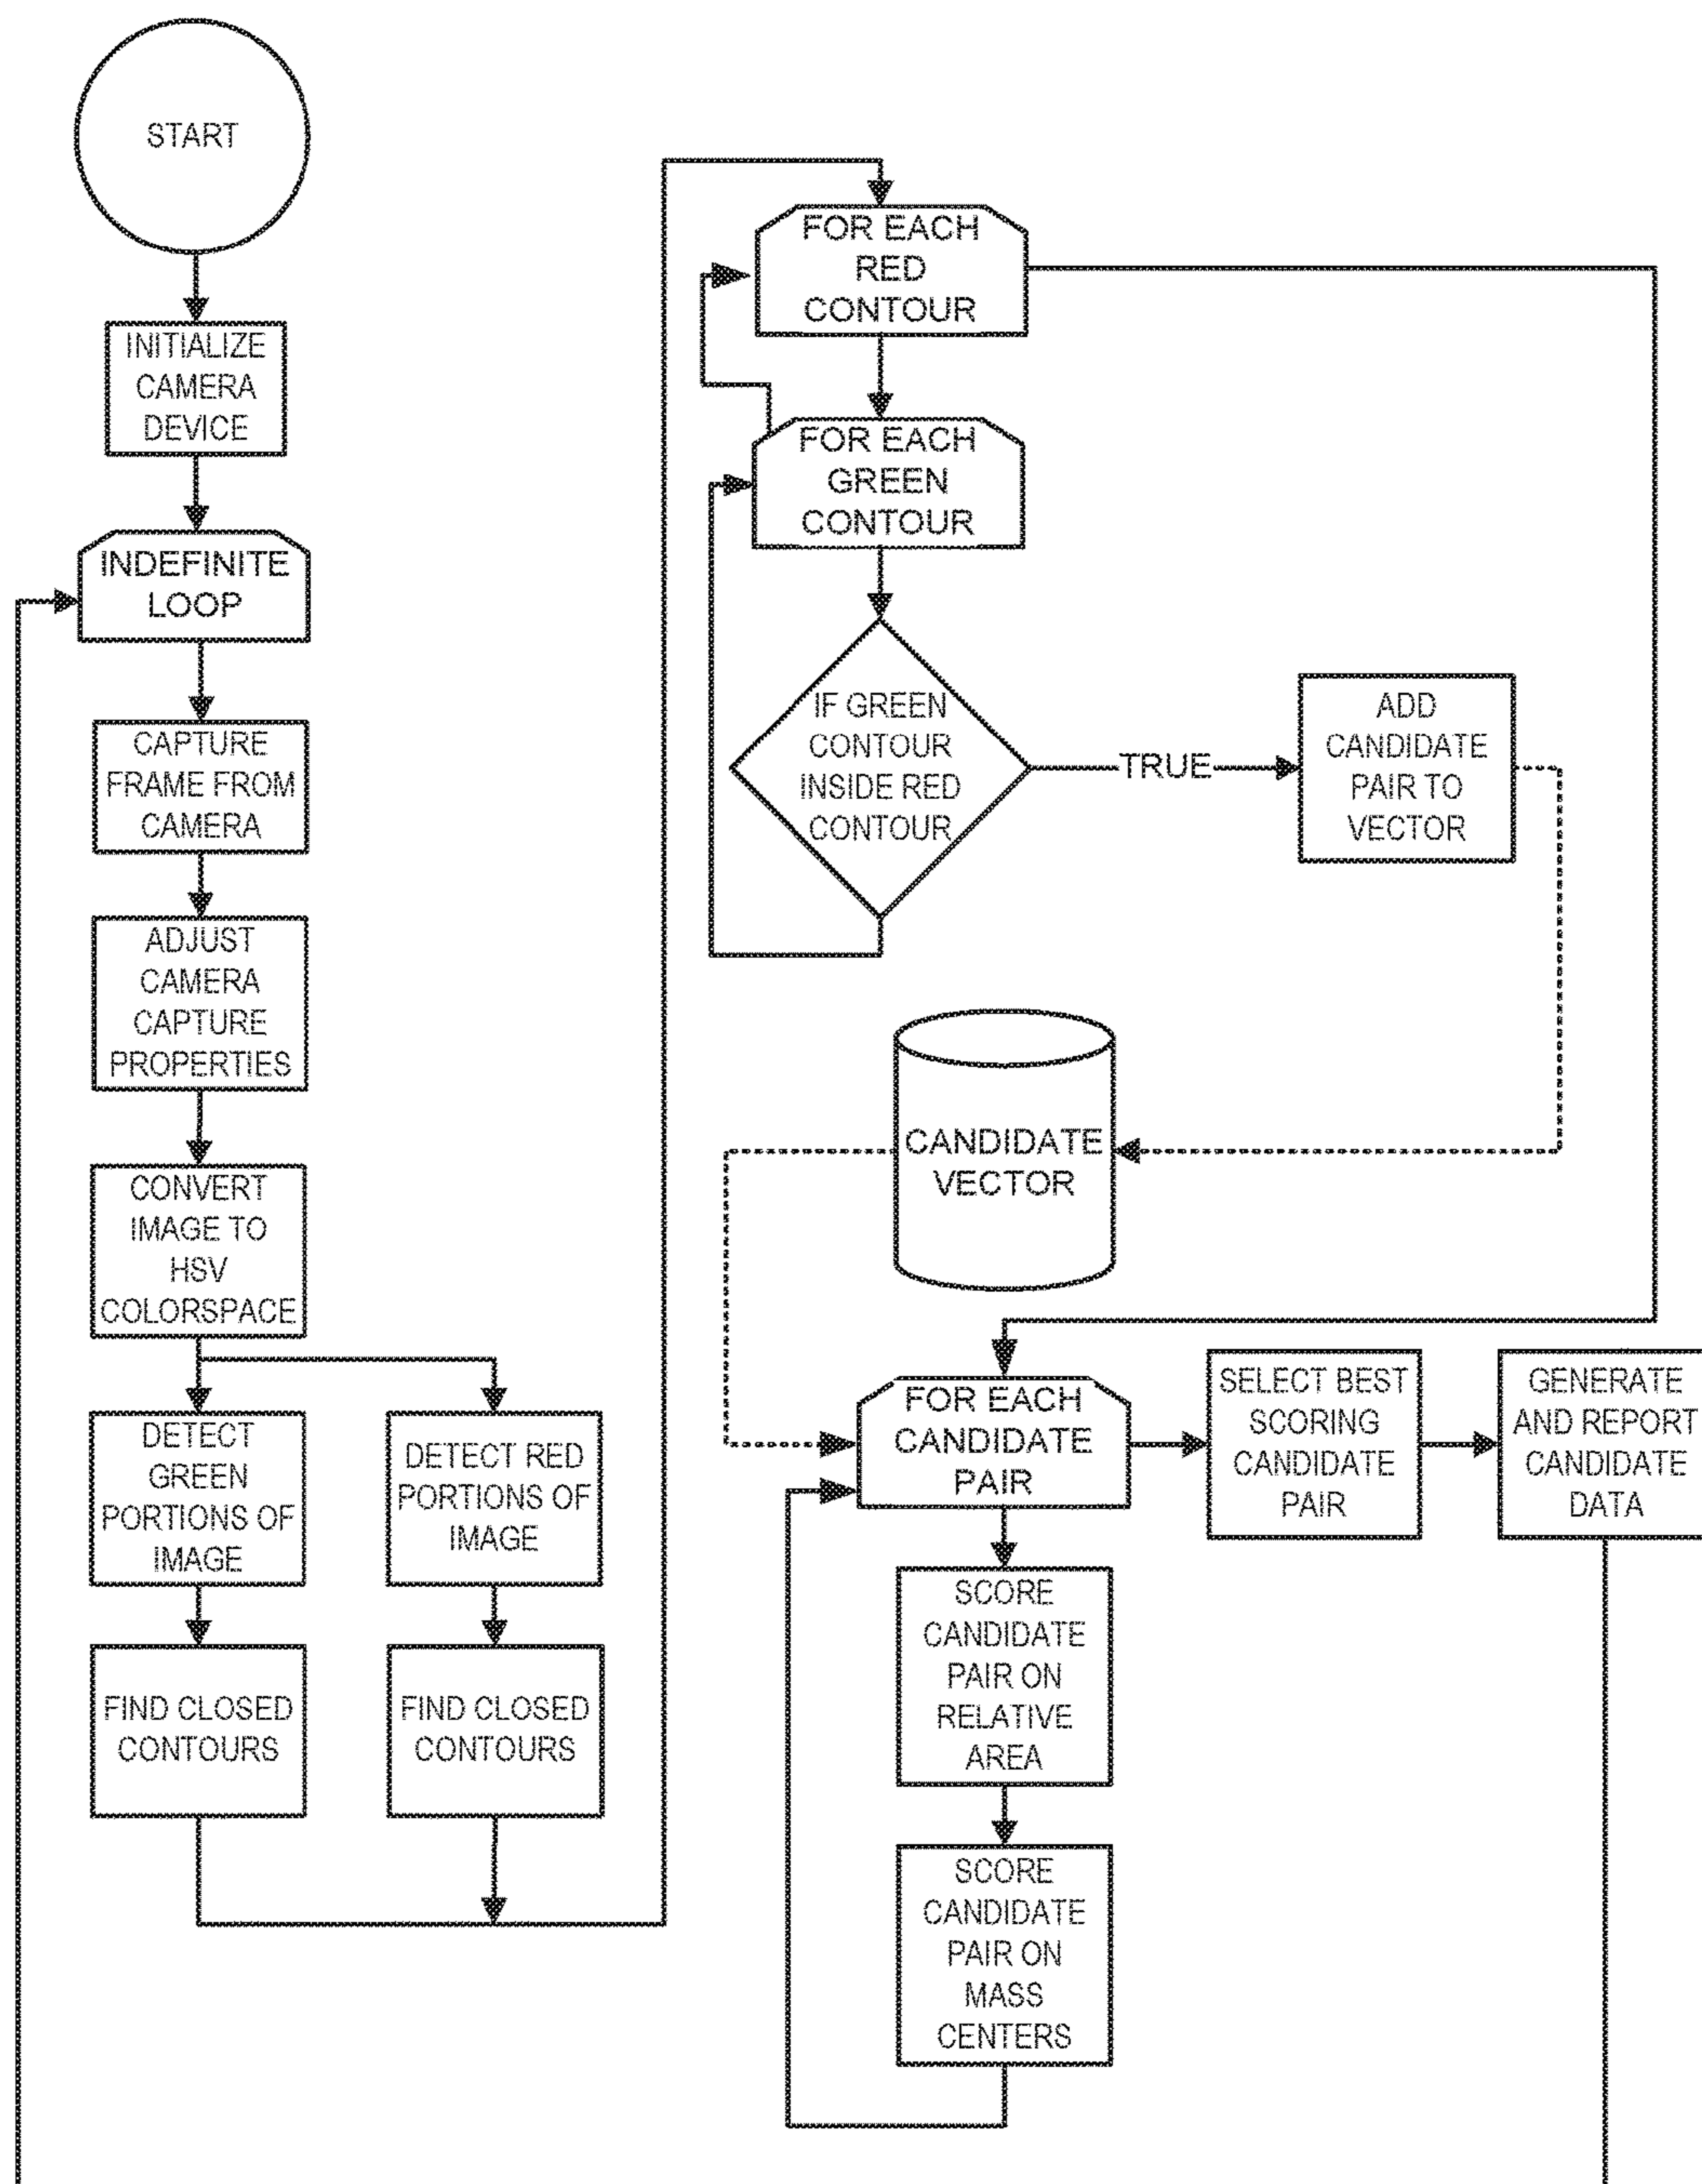 START
INITIALIZE
CAMERA
DEVICE
INDEFINITE
LOOP
CAPTURE
FRAME FROM
CAMERA
ADJUST
CAMERA
CAPTURE
PROPERTIES
CONVERT
IMAGE TO
HSV
COLORSPACE
DETECT
GREEN
PORTIONS OF
IMAGE
DETECT RED
PORTIONS OF
IMAGE
FIND CLOSED
CONTOURS
FIND CLOSED
CONTOURS
FOR EACH
RED
CONTOUR
FOR EACH
GREEN
CONTOUR
IF GREEN
CONTOUR
INSIDE RED
CONTOUR
TRUE
ADD
CANDIDATE
PAIR TO
VECTOR
CANDIDATE
VECTOR
FOR EACH
CANDIDATE
PAIR
SELECT BEST
SCORING
CANDIDATE
PAIR
GENERATE
AND REPORT
CANDIDATE
DATA
SCORE
CANDIDATE
PAIR ON
RELATIVE
AREA
SCORE
CANDIDATE
PAIR ON
MASS
CENTERS